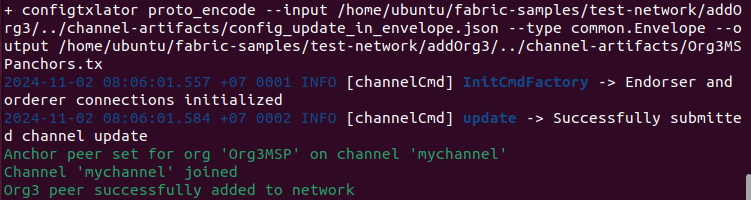 + configtxlator proto_encode --input /home/ubuntu/fabric-samples/test-network/addO
rg3/../channel-artifacts/config_update_in_envelope.json --type common.Envelope --o
utput /home/ubuntu/fabric-samples/test-network/addOrg3/../channel-artifacts/Org3MS
Panchors.tx
2024-11-02 08:06:01.557 +07 0001 INFO [channelCmd] InitCmdFactory -> Endorser and
orderer connections initialized
2024-11-02 08:06:01.584 +07 0002 INFO [channelCmd] update -> Successfully submitte
d channel update
Anchor peer set for org 'Org3MSP' on channel 'mychannel'
Channel 'mychannel' joined
Org3 peer successfully added to network